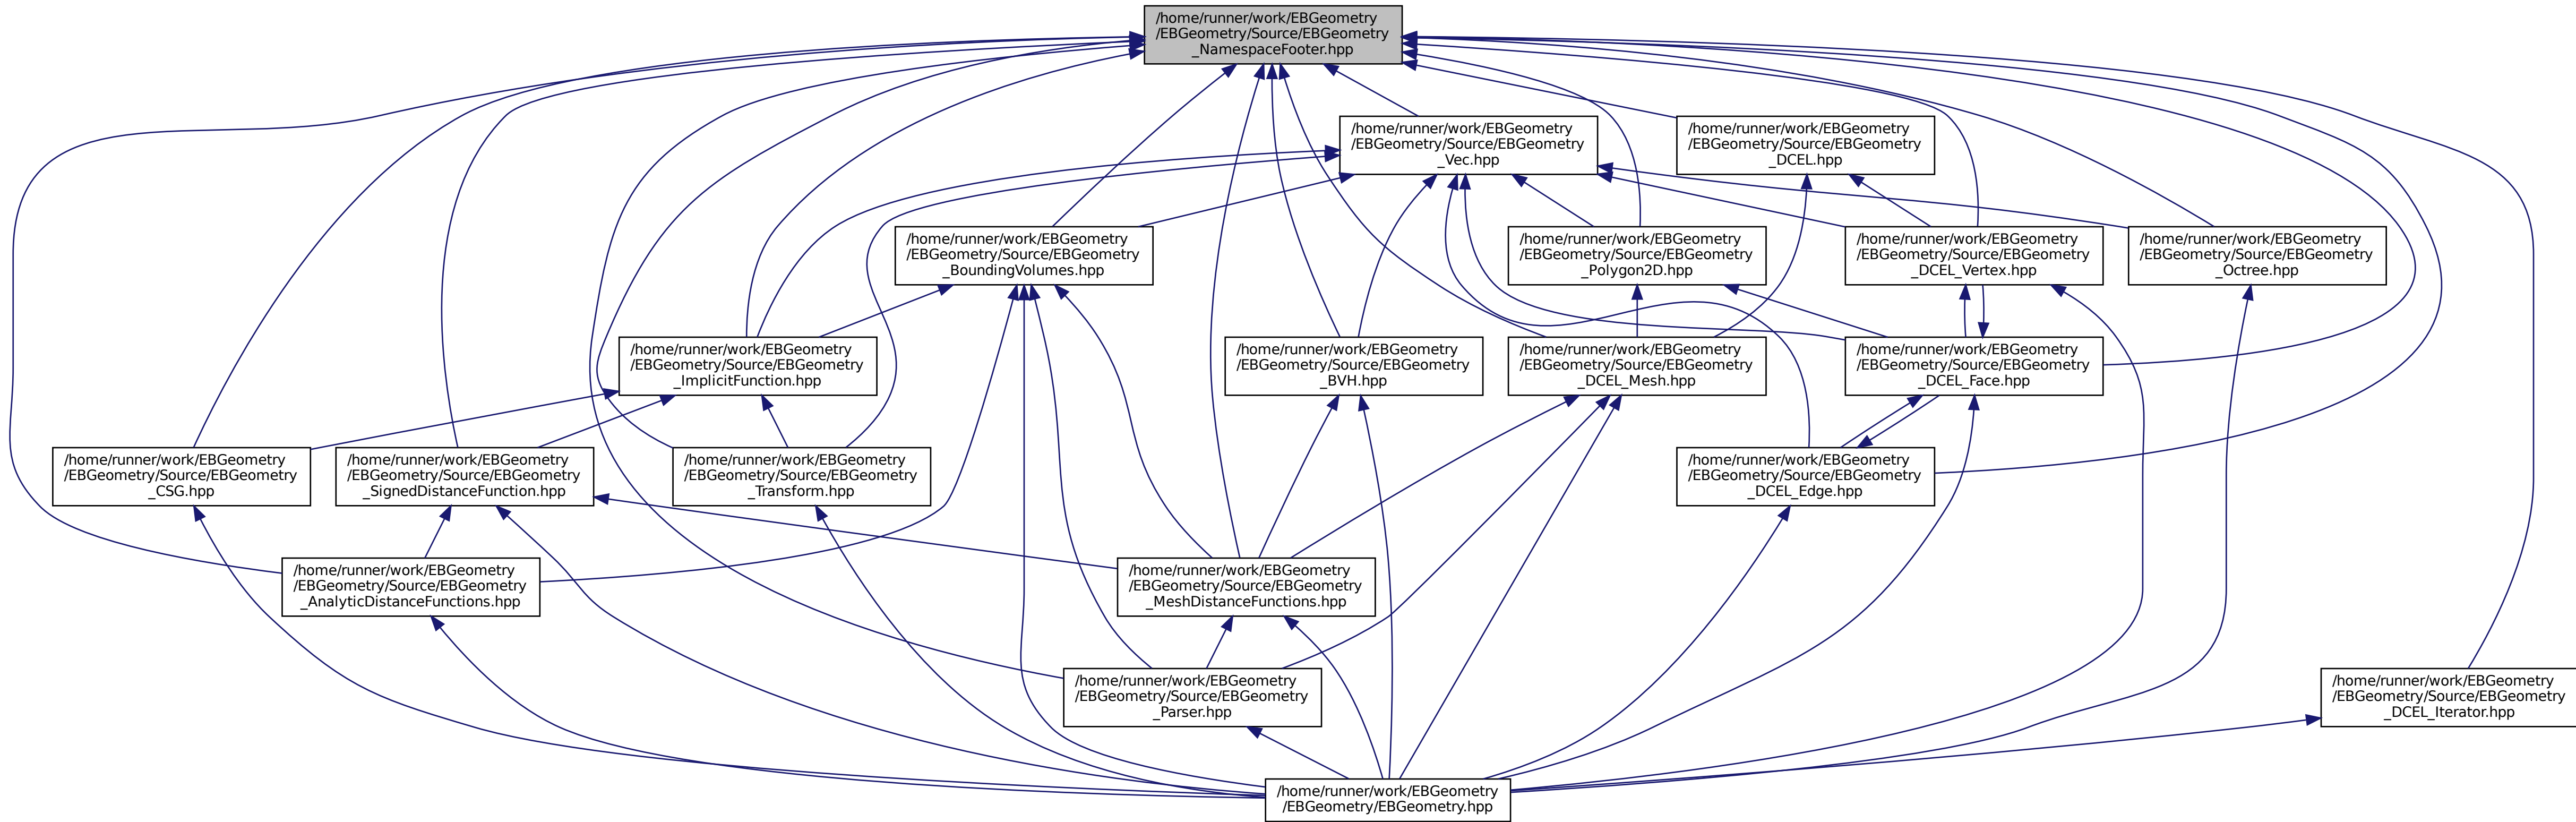 /home/runner/work/EBGeometry
/EBGeometry/Source/EBGeometry
_NamespaceFooter.hpp
/home/runner/work/EBGeometry
/EBGeometry/Source/EBGeometry
_Vec.hpp
/home/runner/work/EBGeometry
/EBGeometry/Source/EBGeometry
_DCEL.hpp
/home/runner/work/EBGeometry
/EBGeometry/Source/EBGeometry
_BoundingVolumes.hpp
/home/runner/work/EBGeometry
/EBGeometry/Source/EBGeometry
_Polygon2D.hpp
/home/runner/work/EBGeometry
/EBGeometry/Source/EBGeometry
_DCEL_Vertex.hpp
/home/runner/work/EBGeometry
/EBGeometry/Source/EBGeometry
_Octree.hpp
/home/runner/work/EBGeometry
/EBGeometry/Source/EBGeometry
_ImplicitFunction.hpp
/home/runner/work/EBGeometry
/EBGeometry/Source/EBGeometry
_BVH.hpp
/home/runner/work/EBGeometry
/EBGeometry/Source/EBGeometry
_DCEL_Mesh.hpp
/home/runner/work/EBGeometry
/EBGeometry/Source/EBGeometry
_DCEL_Face.hpp
/home/runner/work/EBGeometry
/EBGeometry/Source/EBGeometry
_CSG.hpp
/home/runner/work/EBGeometry
/EBGeometry/Source/EBGeometry
_SignedDistanceFunction.hpp
/home/runner/work/EBGeometry
/EBGeometry/Source/EBGeometry
_Transform.hpp
/home/runner/work/EBGeometry
/EBGeometry/Source/EBGeometry
_DCEL_Edge.hpp
/home/runner/work/EBGeometry
/EBGeometry/Source/EBGeometry
_AnalyticDistanceFunctions.hpp
/home/runner/work/EBGeometry
/EBGeometry/Source/EBGeometry
_MeshDistanceFunctions.hpp
/home/runner/work/EBGeometry
/EBGeometry/Source/EBGeometry
_Parser.hpp
/home/runner/work/EBGeometry
/EBGeometry/Source/EBGeometry
_DCEL_Iterator.hpp
/home/runner/work/EBGeometry
/EBGeometry/EBGeometry.hpp